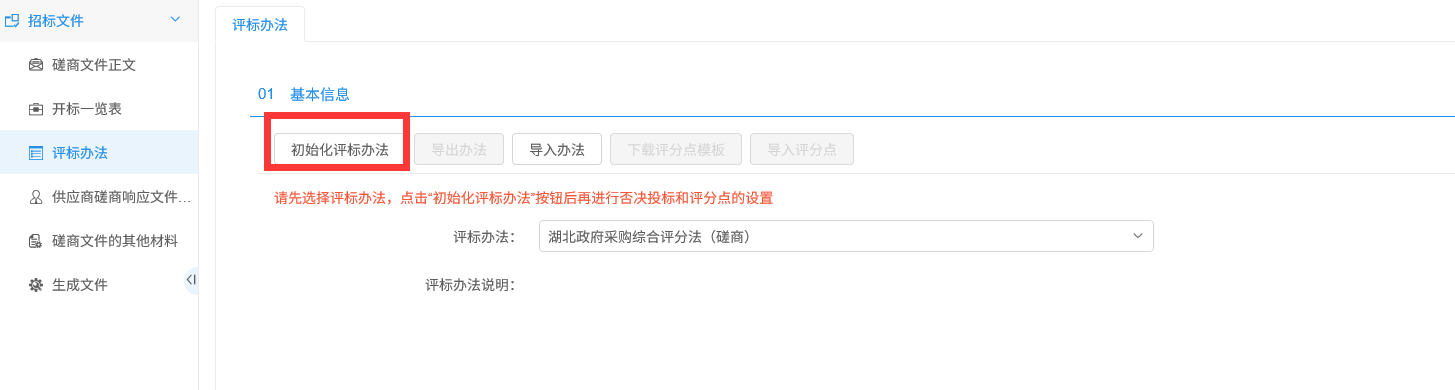 招标文件
磋商文件正文
开标一览表
评标办法
供应商磋商响应文件…
磋商文件的其他材料
生成文件
评标办法
01 基本信息
初始化评标办法 导出办法 导入办法 下载评分点模板 导入评分点
请先选择评标办法，点击“初始化评标办法”按钮后再进行否决投标和评分点的设置
评标办法： 湖北政府采购综合评分法（磋商）
评标办法说明：